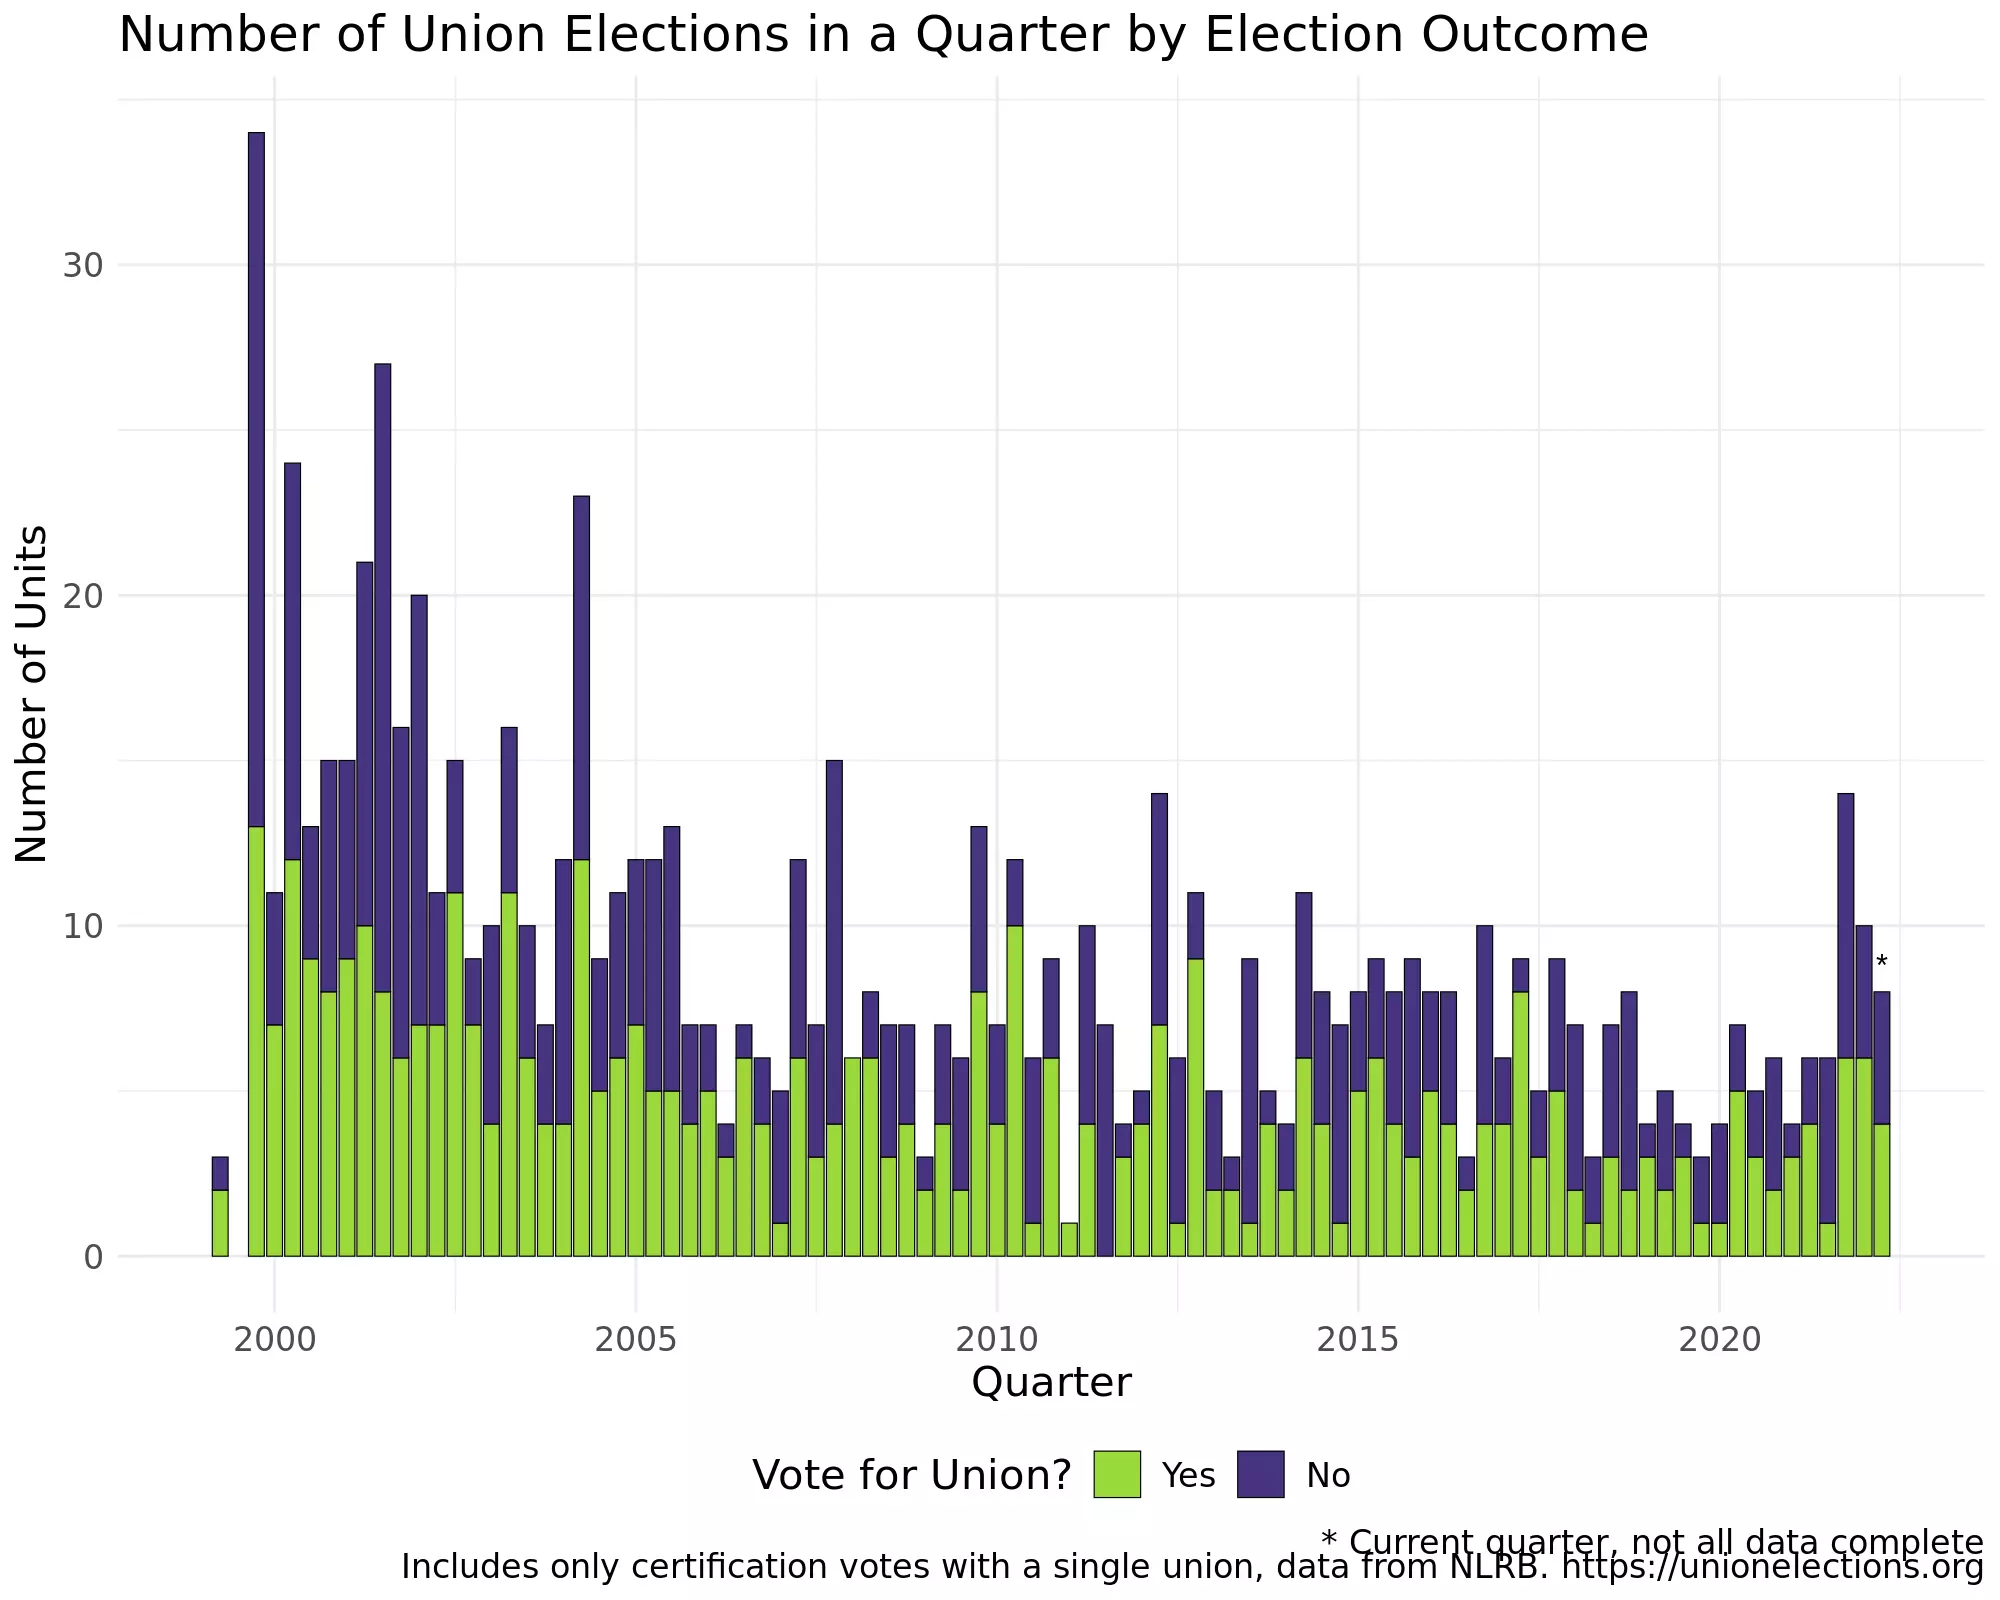 Number of Union Elections in a Quarter by Election Outcome
Number of Units
30
20
10
0
*
2000 2005 2010 2015 2020
Quarter
Vote for Union? Yes No
* Current quarter, not all data complete
Includes only certification votes with a single union, data from NLRB. https://unionelections.org